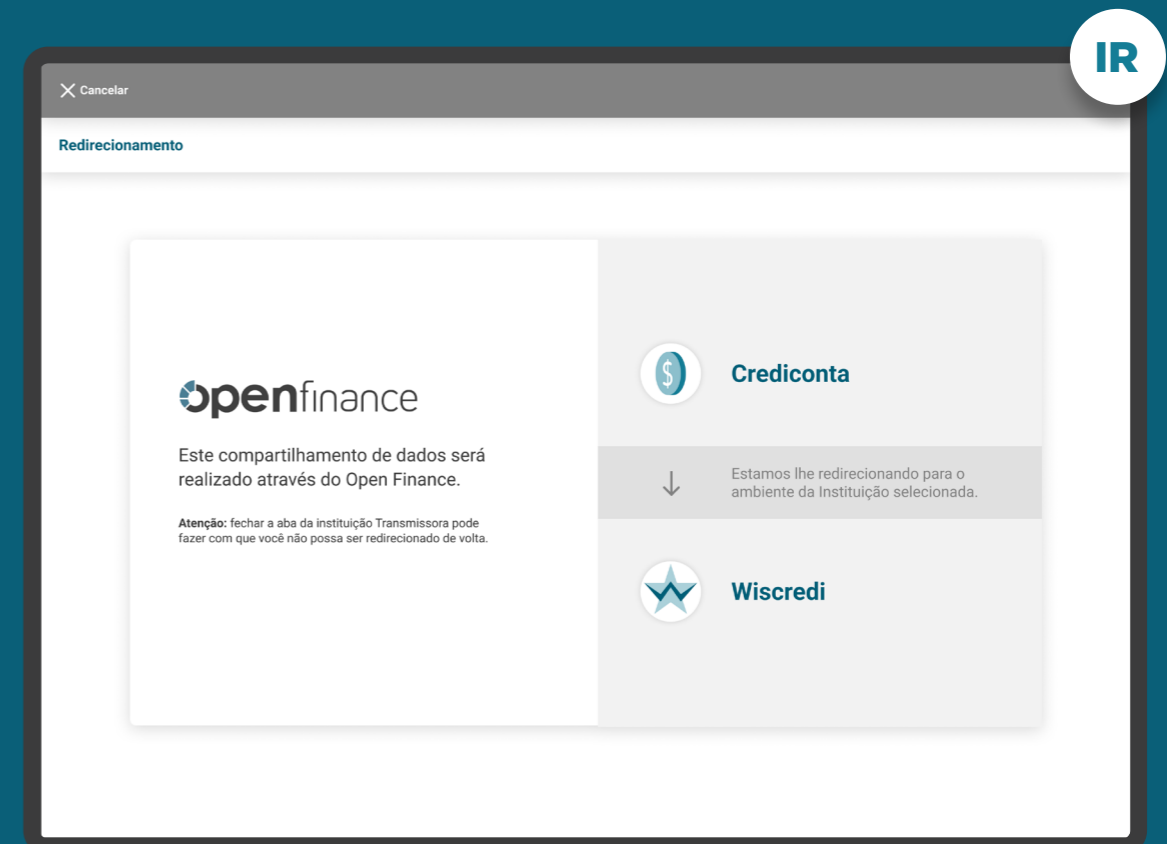 IR
Cancelar
Redirecionamento
openfinance
Este compartilhamento de dados será
realizado através do Open Finance.
Atenção: fechar a aba da instituição Transmissora pode
fazer com que você não possa ser redirecionado de volta.
$
Crediconta
Estamos lhe redirecionando para o
ambiente da Instituição selecionada.
Wiscredi